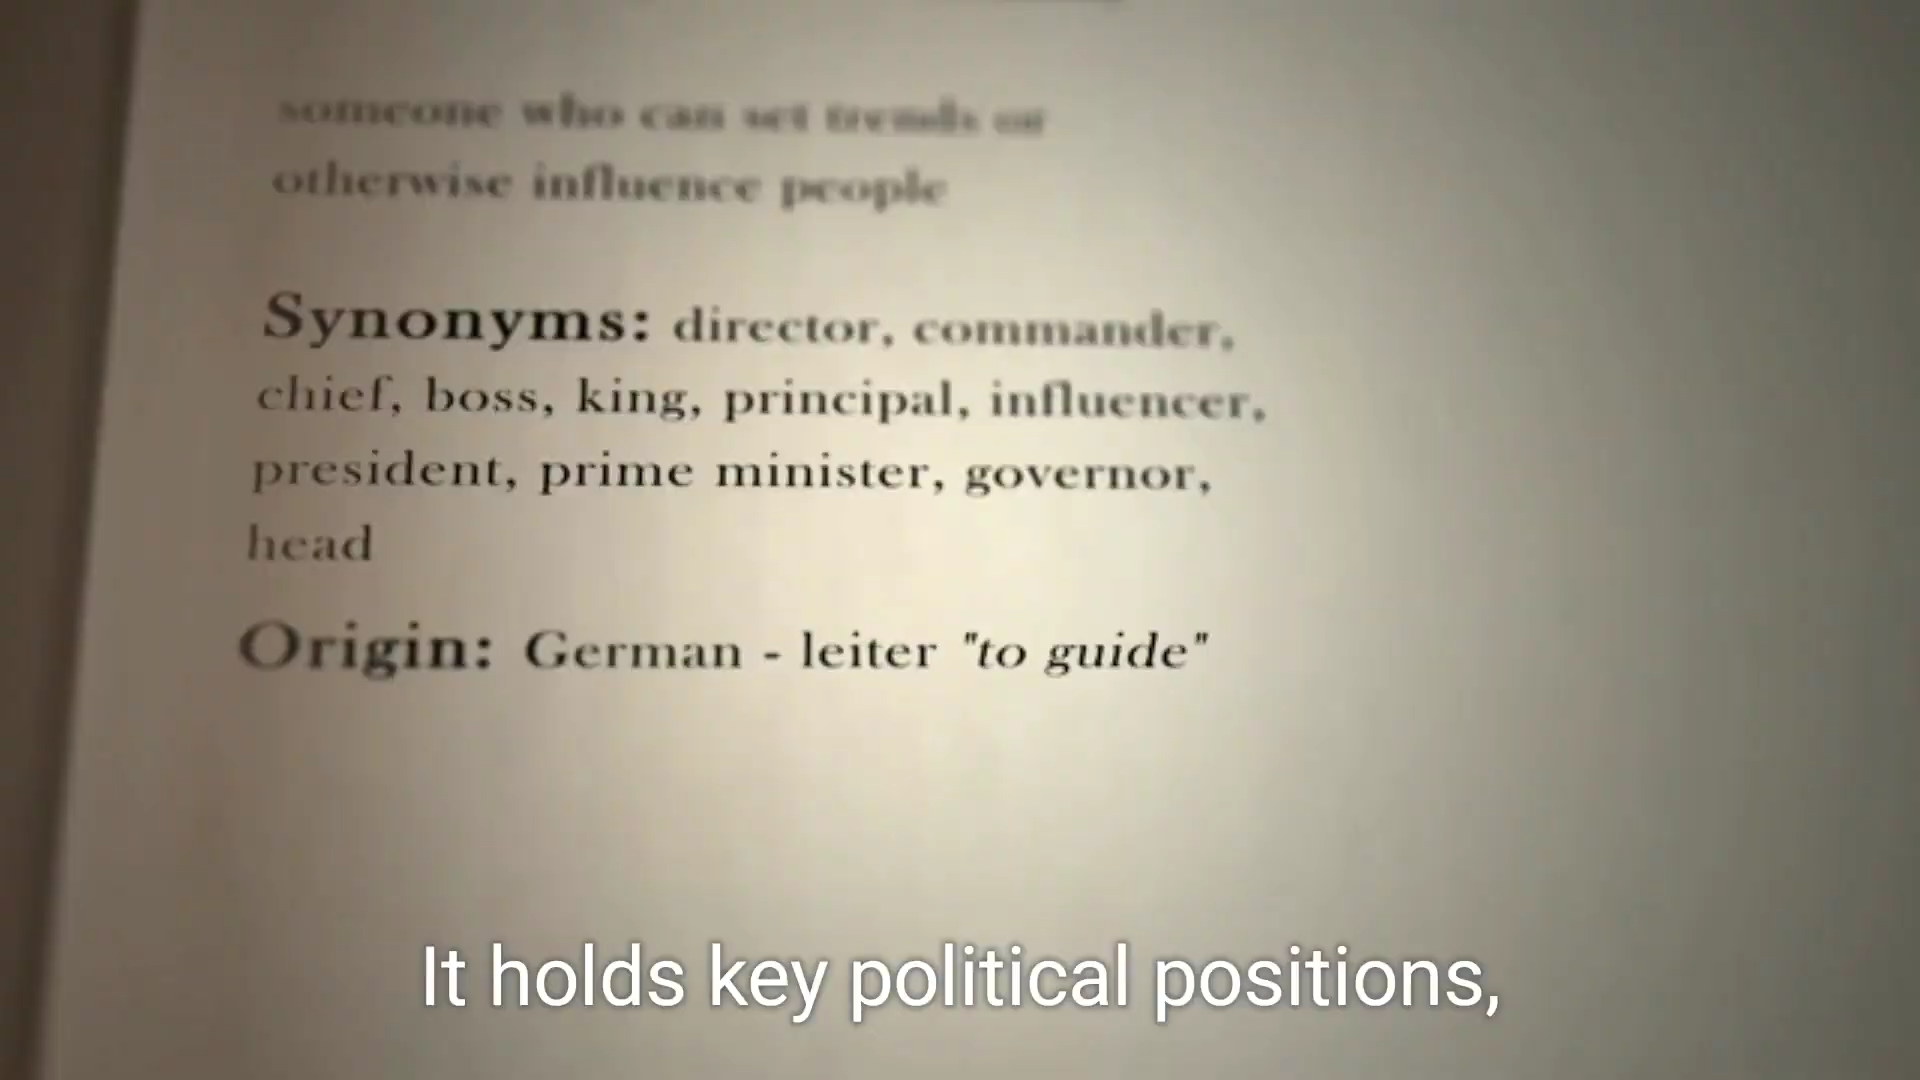 someone who can set trends or
otherwise influence people
Synonyms: director, commander,
chief, boss, king, principal, influencer,
president, prime minister, governor,
head
Origin: German - leiter "to guide"
It holds key political positions,